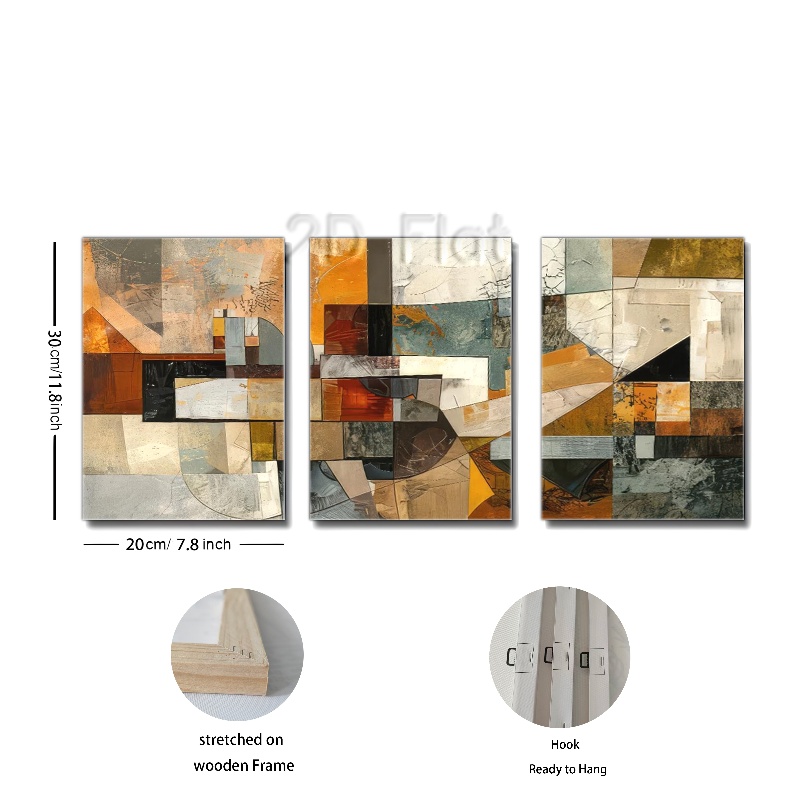 2D Flat
30cm/11.8inch
20cm/ 7.8 inch
stretched on
wooden Frame
Hook
Ready to Hang